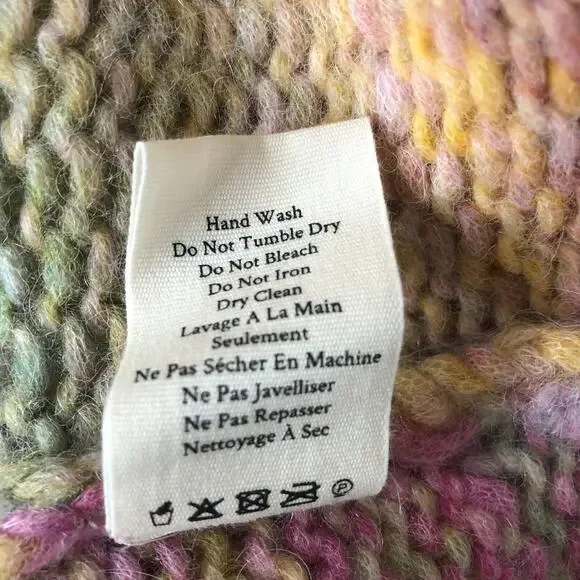 Hand Wash
Do Not Tumble Dry
Do Not Bleach
Do Not Iron
Dry Clean
Lavage A La Main
Seulement
Ne Pas Sécher En Machine
Ne Pas Javelliser
Ne Pas Repasser
Nettoyage À Sec
P